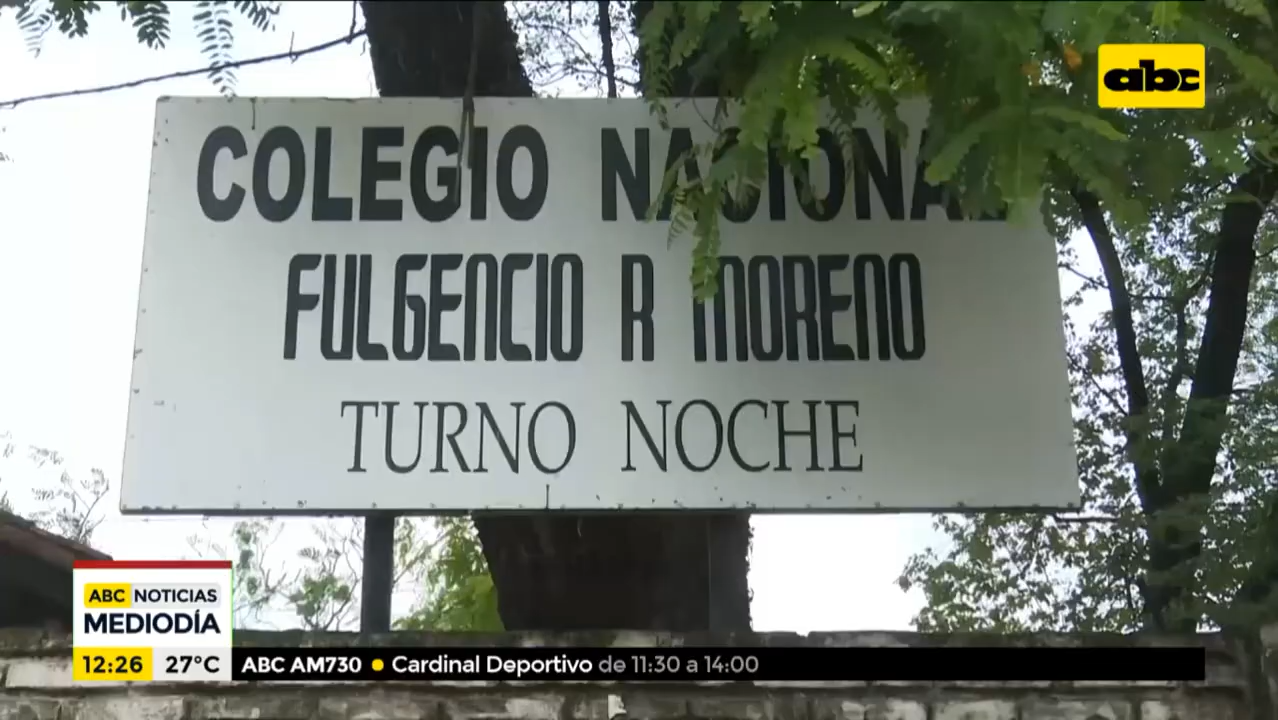 abc
COLEGIO NACIONAL
FULGENCIO R MORENO
TURNO NOCHE
ABC NOTICIAS
MEDIODÍA
12:26 27°C
ABC AM730 ● Cardinal Deportivo de 11:30 a 14:00